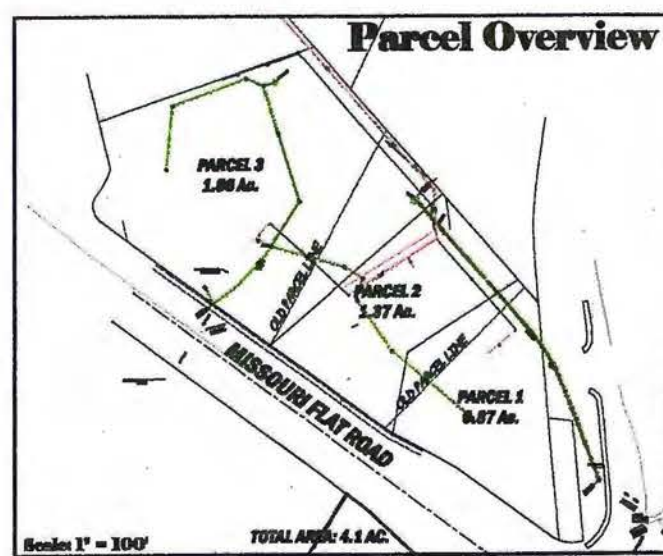 Parcel Overview
PARCEL 3
1.86 Ac.
OLD PARCEL LINE
PARCEL 2
1.37 Ac.
OLD PARCEL LINE
PARCEL 1
0.87 Ac.
MISSOURI FLAT ROAD
Scale: 1" = 100'
TOTAL AREA: 4.1 AC.